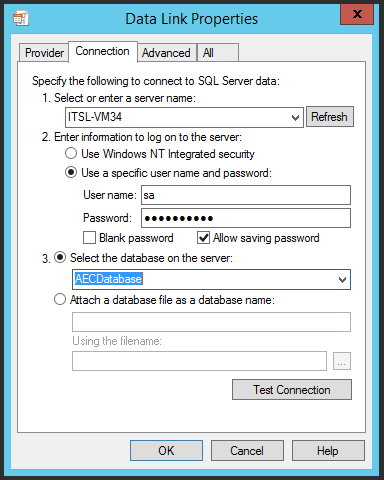 Data Link Properties
x
Provider Connection Advanced All
Specify the following to connect to SQL Server data:
1. Select or enter a server name:
ITSL-VM34 Refresh
2. Enter information to log on to the server:
Use Windows NT Integrated security
Use a specific user name and password:
User name: sa
Password: ●●●●●●●●●●
Blank password Allow saving password
3. Select the database on the server:
AECDatabase
Attach a database file as a database name:
Using the filename:
...
Test Connection
OK Cancel Help